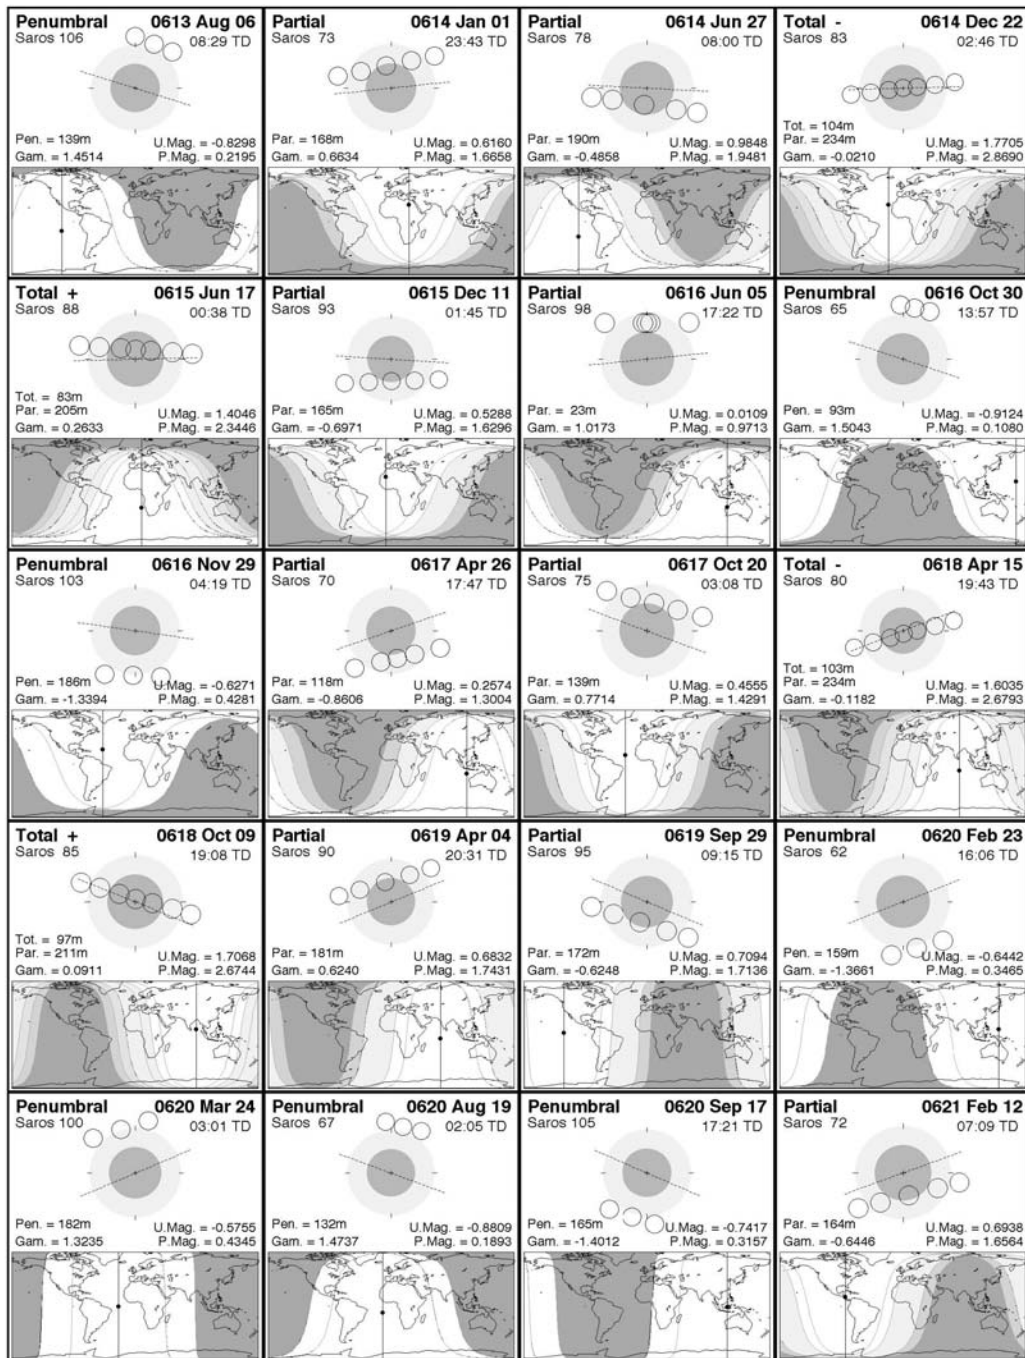 Penumbral 0613 Aug 06
Saros 106 08:29 TD
Pen. = 139m U.Mag. = -0.8298
Gam. = 1.4514 P.Mag. = 0.2195
Partial 0614 Jan 01
Saros 73 23:43 TD
Par. = 168m U.Mag. = 0.6160
Gam. = 0.6634 P.Mag. = 1.6658
Partial 0614 Jun 27
Saros 78 08:00 TD
Par. = 190m U.Mag. = 0.9848
Gam. = -0.4858 P.Mag. = 1.9481
Total - 0614 Dec 22
Saros 83 02:46 TD
Tot. = 104m
Par. = 234m U.Mag. = 1.7705
Gam. = -0.0210 P.Mag. = 2.8690
Total + 0615 Jun 17
Saros 88 00:38 TD
Tot. = 83m
Par. = 205m U.Mag. = 1.4046
Gam. = 0.2633 P.Mag. = 2.3446
Partial 0615 Dec 11
Saros 93 01:45 TD
Par. = 165m U.Mag. = 0.5288
Gam. = -0.6971 P.Mag. = 1.6296
Partial 0616 Jun 05
Saros 98 17:22 TD
Par. = 23m U.Mag. = 0.0109
Gam. = 1.0173 P.Mag. = 0.9713
Penumbral 0616 Oct 30
Saros 65 13:57 TD
Pen. = 93m U.Mag. = -0.9124
Gam. = 1.5043 P.Mag. = 0.1080
Penumbral 0616 Nov 29
Saros 103 04:19 TD
Pen. = 186m U.Mag. = -0.6271
Gam. = -1.3394 P.Mag. = 0.4281
Partial 0617 Apr 26
Saros 70 17:47 TD
Par. = 118m U.Mag. = 0.2574
Gam. = -0.8606 P.Mag. = 1.3004
Partial 0617 Oct 20
Saros 75 03:08 TD
Par. = 139m U.Mag. = 0.4555
Gam. = 0.7714 P.Mag. = 1.4291
Total - 0618 Apr 15
Saros 80 19:43 TD
Tot. = 103m
Par. = 234m U.Mag. = 1.6035
Gam. = -0.1182 P.Mag. = 2.6793
Total + 0618 Oct 09
Saros 85 19:08 TD
Tot. = 97m
Par. = 211m U.Mag. = 1.7068
Gam. = 0.0911 P.Mag. = 2.6744
Partial 0619 Apr 04
Saros 90 20:31 TD
Par. = 181m U.Mag. = 0.6832
Gam. = 0.6240 P.Mag. = 1.7431
Partial 0619 Sep 29
Saros 95 09:15 TD
Par. = 172m U.Mag. = 0.7094
Gam. = -0.6248 P.Mag. = 1.7136
Penumbral 0620 Feb 23
Saros 62 16:06 TD
Pen. = 159m U.Mag. = -0.6442
Gam. = -1.3661 P.Mag. = 0.3465
Penumbral 0620 Mar 24
Saros 100 03:01 TD
Pen. = 182m U.Mag. = -0.5755
Gam. = 1.3235 P.Mag. = 0.4345
Penumbral 0620 Aug 19
Saros 67 02:05 TD
Pen. = 132m U.Mag. = -0.8809
Gam. = 1.4737 P.Mag. = 0.1893
Penumbral 0620 Sep 17
Saros 105 17:21 TD
Pen. = 165m U.Mag. = -0.7417
Gam. = -1.4012 P.Mag. = 0.3157
Partial 0621 Feb 12
Saros 72 07:09 TD
Par. = 164m U.Mag. = 0.6938
Gam. = -0.6446 P.Mag. = 1.6564